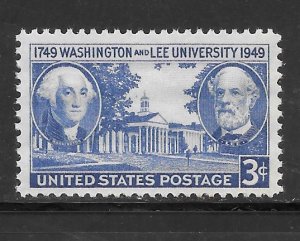 1749 WASHINGTON AND LEE UNIVERSITY 1949
UNITED STATES POSTAGE 3¢